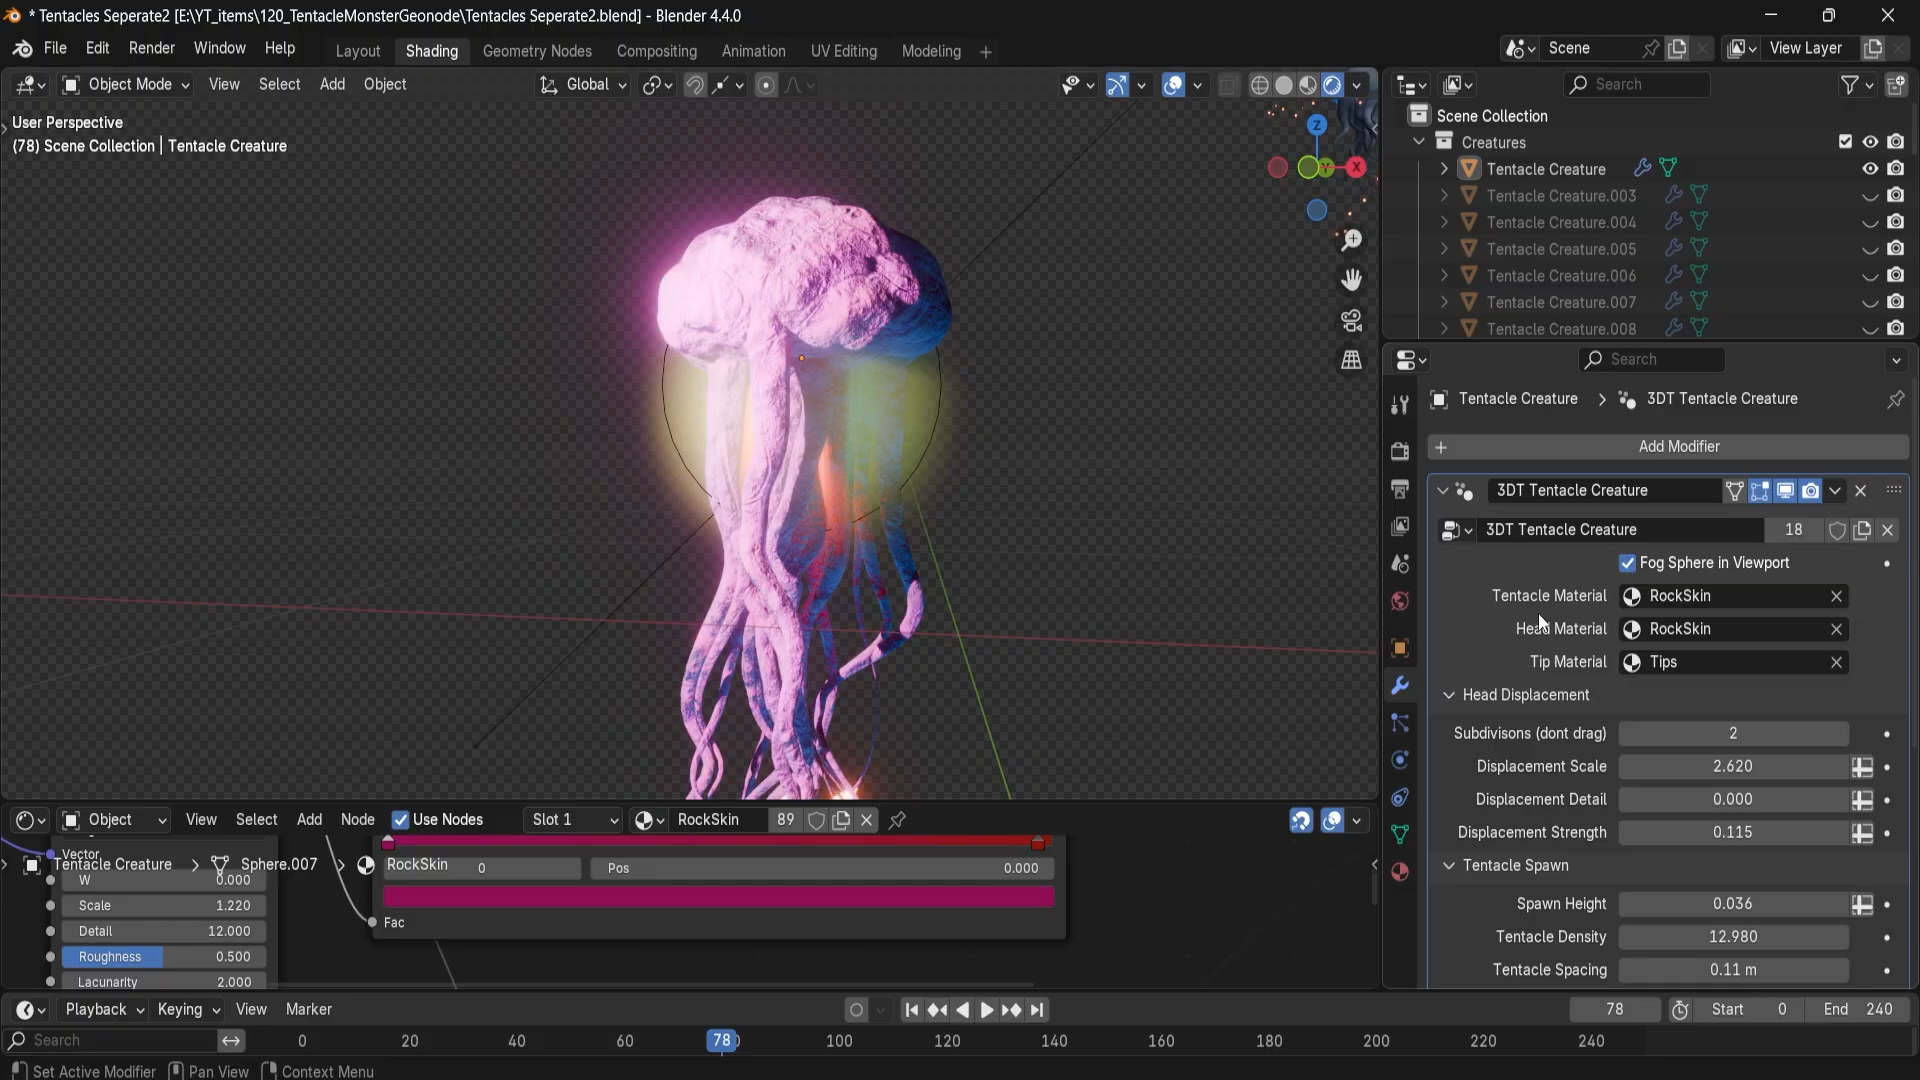 * Tentacles Seperate2 [E:\YT_items\120_TentacleMonsterGeonode\Tentacles Seperate2.blend] - Blender 4.4.0
File Edit Render Window Help Layout Shading Geometry Nodes Compositing Animation UV Editing Modeling + Scene View Layer
Object Mode View Select Add Object Global Search
User Perspective
(78) Scene Collection | Tentacle Creature
Z
X
Y
Scene Collection
Creatures
Tentacle Creature
Tentacle Creature.003
Tentacle Creature.004
Tentacle Creature.005
Tentacle Creature.006
Tentacle Creature.007
Tentacle Creature.008
Search
Tentacle Creature > 3DT Tentacle Creature
+ Add Modifier
3DT Tentacle Creature
3DT Tentacle Creature 18
Fog Sphere in Viewport
Tentacle Material RockSkin
Head Material RockSkin
Tip Material Tips
Head Displacement
Subdivisons (dont drag) 2
Displacement Scale 2.620
Displacement Detail 0.000
Displacement Strength 0.115
Tentacle Spawn
Spawn Height 0.036
Tentacle Density 12.980
Tentacle Spacing 0.11 m
Object View Select Add Node Use Nodes Slot 1 RockSkin 89
Vector
Tentacle Creature > Sphere.007 > RockSkin
0 Pos 0.000
W 0.000
Scale 1.220
Fac
Detail 12.000
Roughness 0.500
Lacunarity 2.000
Playback Keying View Marker 78 Start 0 End 240
Search 0 20 40 60 78 100 120 140 160 180 200 220 240
Set Active Modifier Pan View Context Menu